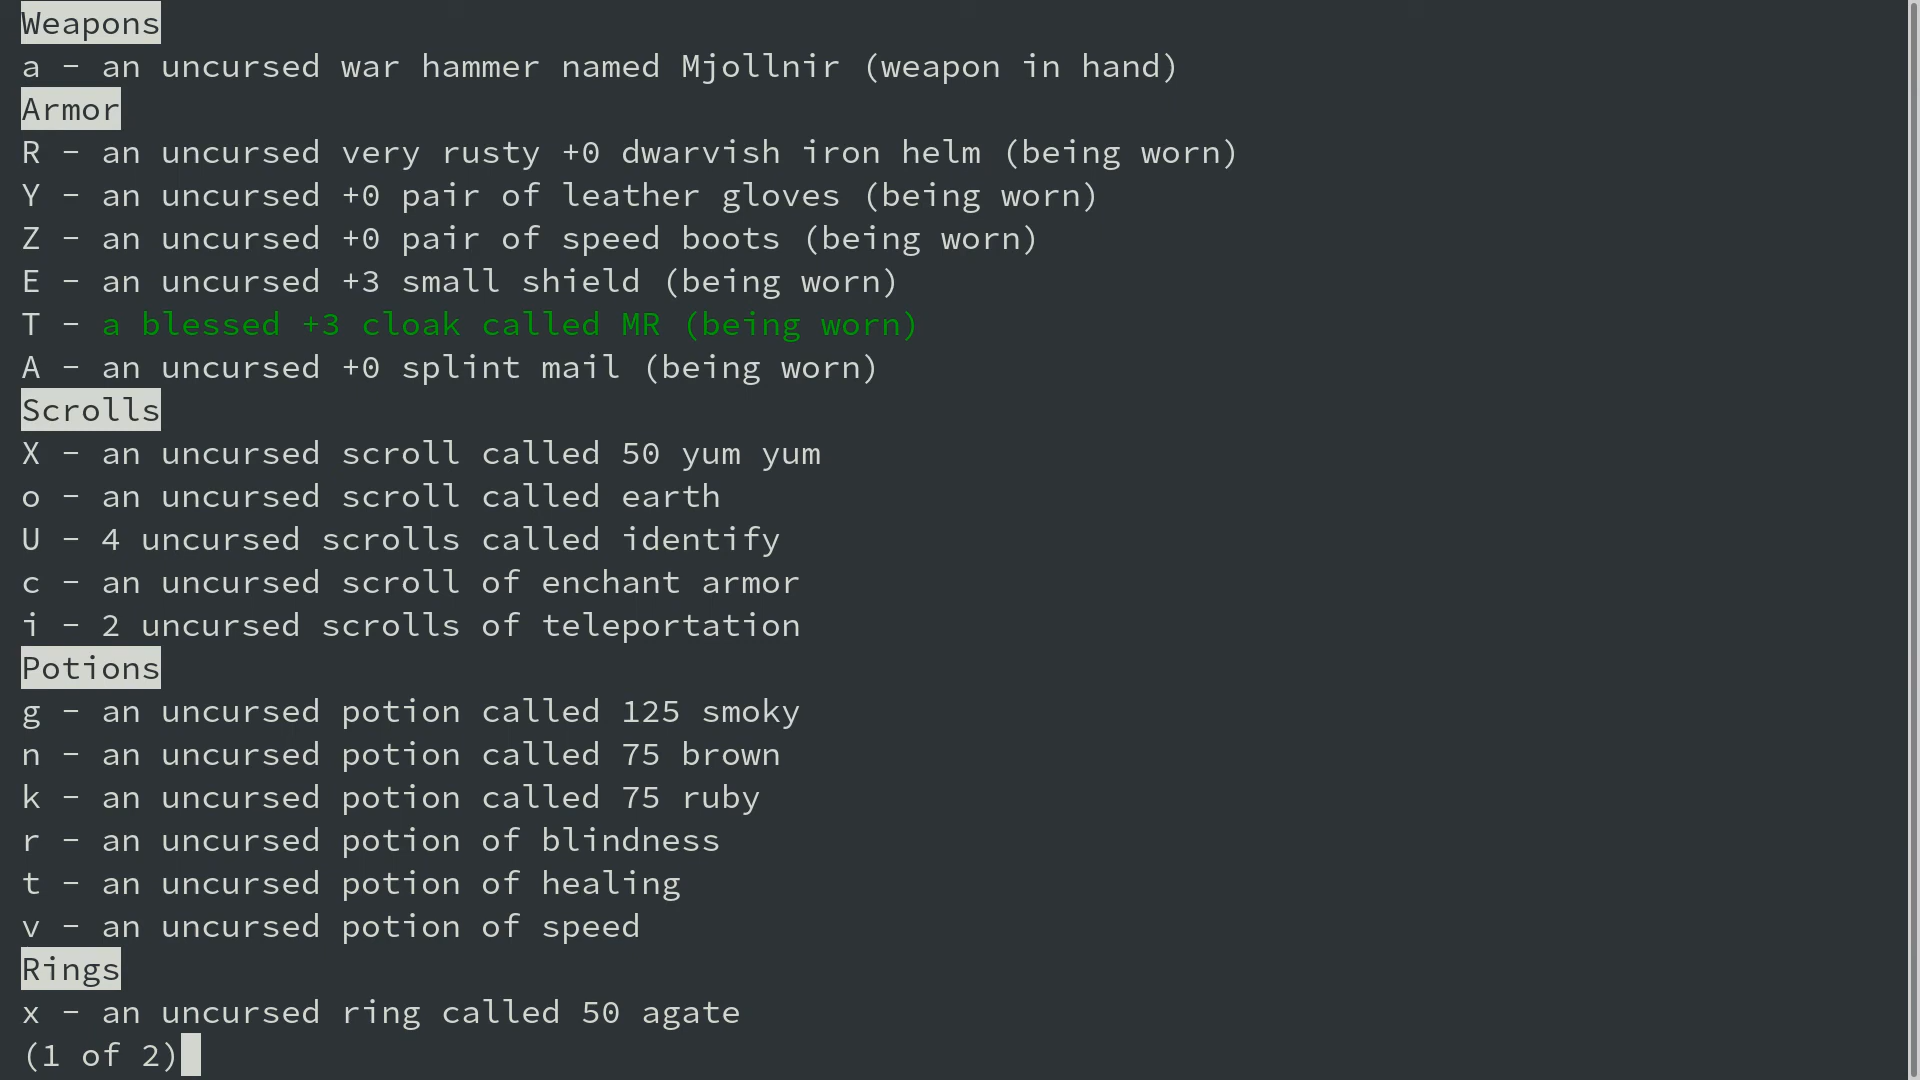 Weapons
a - an uncursed war hammer named Mjollnir (weapon in hand)
Armor
R - an uncursed very rusty +0 dwarvish iron helm (being worn)
Y - an uncursed +0 pair of leather gloves (being worn)
Z - an uncursed +0 pair of speed boots (being worn)
E - an uncursed +3 small shield (being worn)
T - a blessed +3 cloak called MR (being worn)
A - an uncursed +0 splint mail (being worn)
Scrolls
X - an uncursed scroll called 50 yum yum
o - an uncursed scroll called earth
U - 4 uncursed scrolls called identify
c - an uncursed scroll of enchant armor
i - 2 uncursed scrolls of teleportation
Potions
g - an uncursed potion called 125 smoky
n - an uncursed potion called 75 brown
k - an uncursed potion called 75 ruby
r - an uncursed potion of blindness
t - an uncursed potion of healing
v - an uncursed potion of speed
Rings
x - an uncursed ring called 50 agate
(1 of 2)